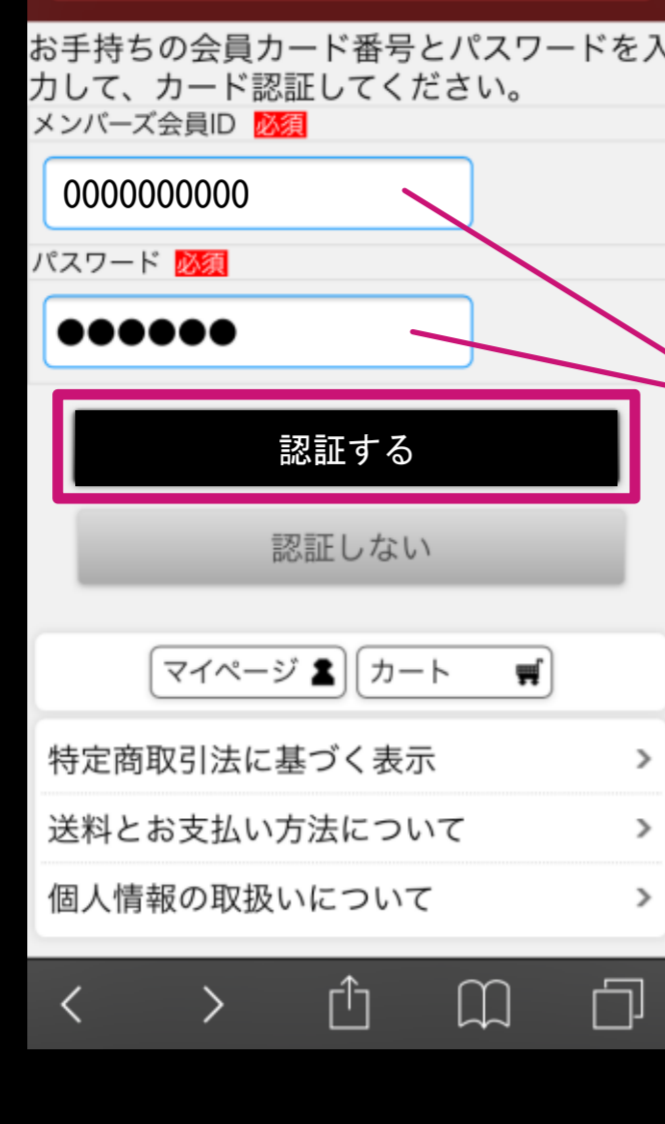 お手持ちの会員カード番号とパスワードを入
力して、カード認証してください。
メンバーズ会員ID 必須
0000000000
パスワード 必須
●●●●●●
認証する
認証しない
マイページ カート
特定商取引法に基づく表示
送料とお支払い方法について
個人情報の取扱いについて